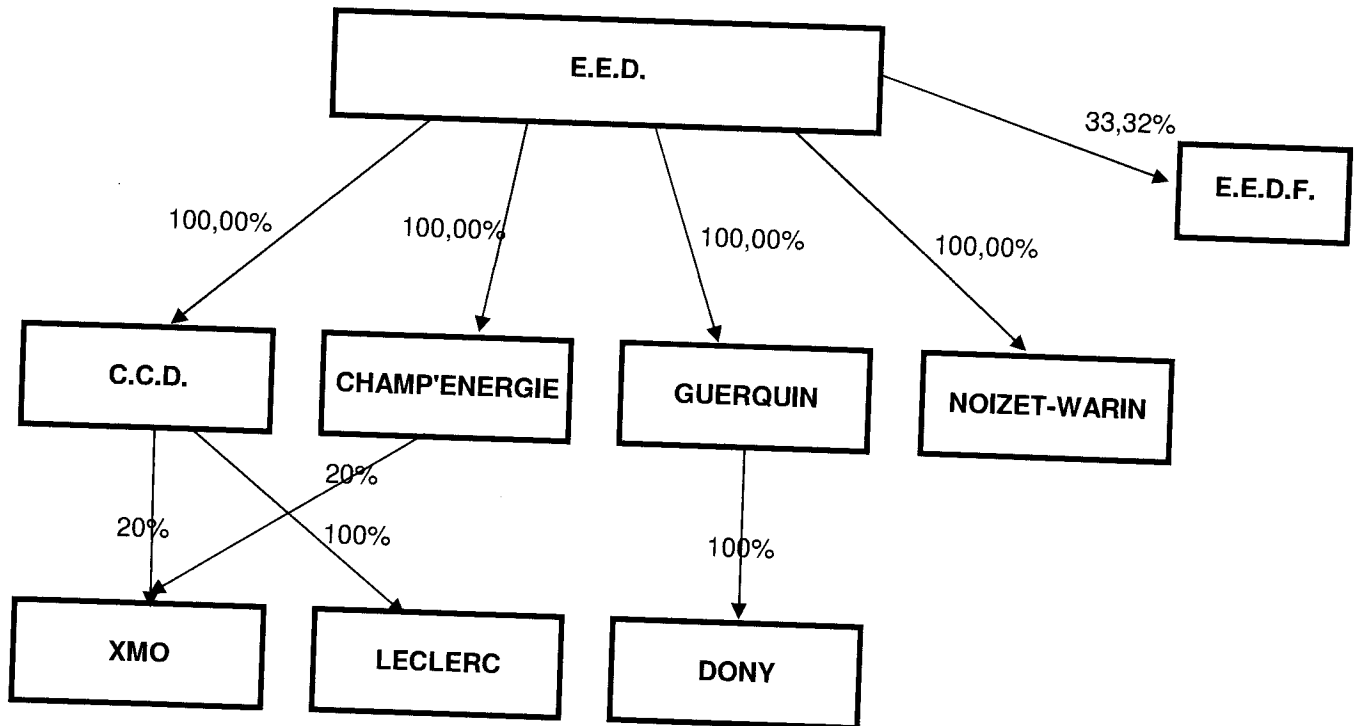 E.E.D.
33,32%
E.E.D.F.
100,00%
100,00%
100,00%
100,00%
C.C.D.
CHAMP'ENERGIE
GUERQUIN
NOIZET-WARIN
20%
20%
100%
100%
XMO
LECLERC
DONY